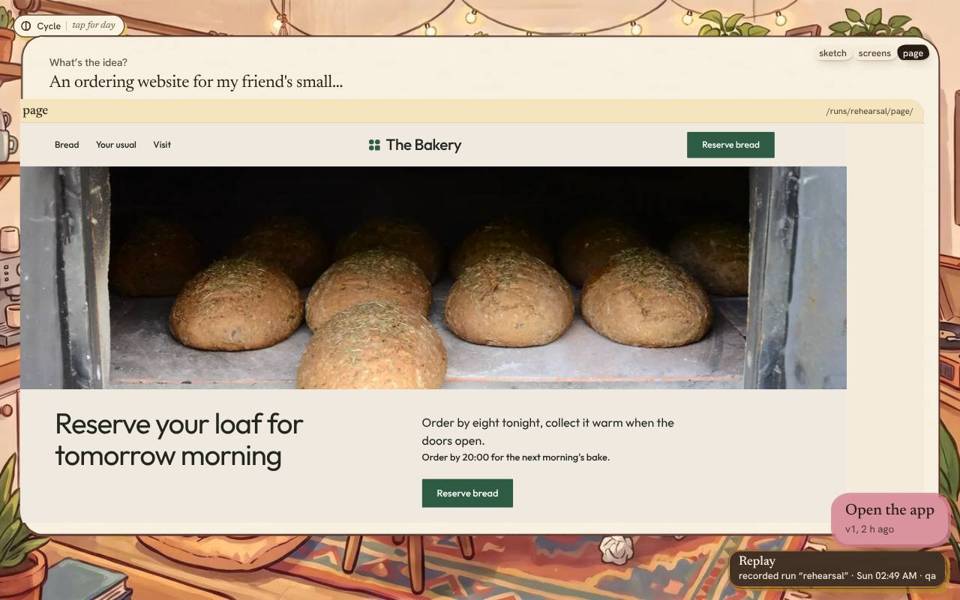 Cycle | tap for day
What's the idea?
An ordering website for my friend's small...
sketch screens page
page
/runs/rehearsal/page/
Bread Your usual Visit
The Bakery
Reserve bread
Reserve your loaf for
tomorrow morning
Order by eight tonight, collect it warm when the
doors open.
Order by 20:00 for the next morning's bake.
Reserve bread
Open the app
v1, 2 h ago
Replay
recorded run "rehearsal" · Sun 02:49 AM · qa